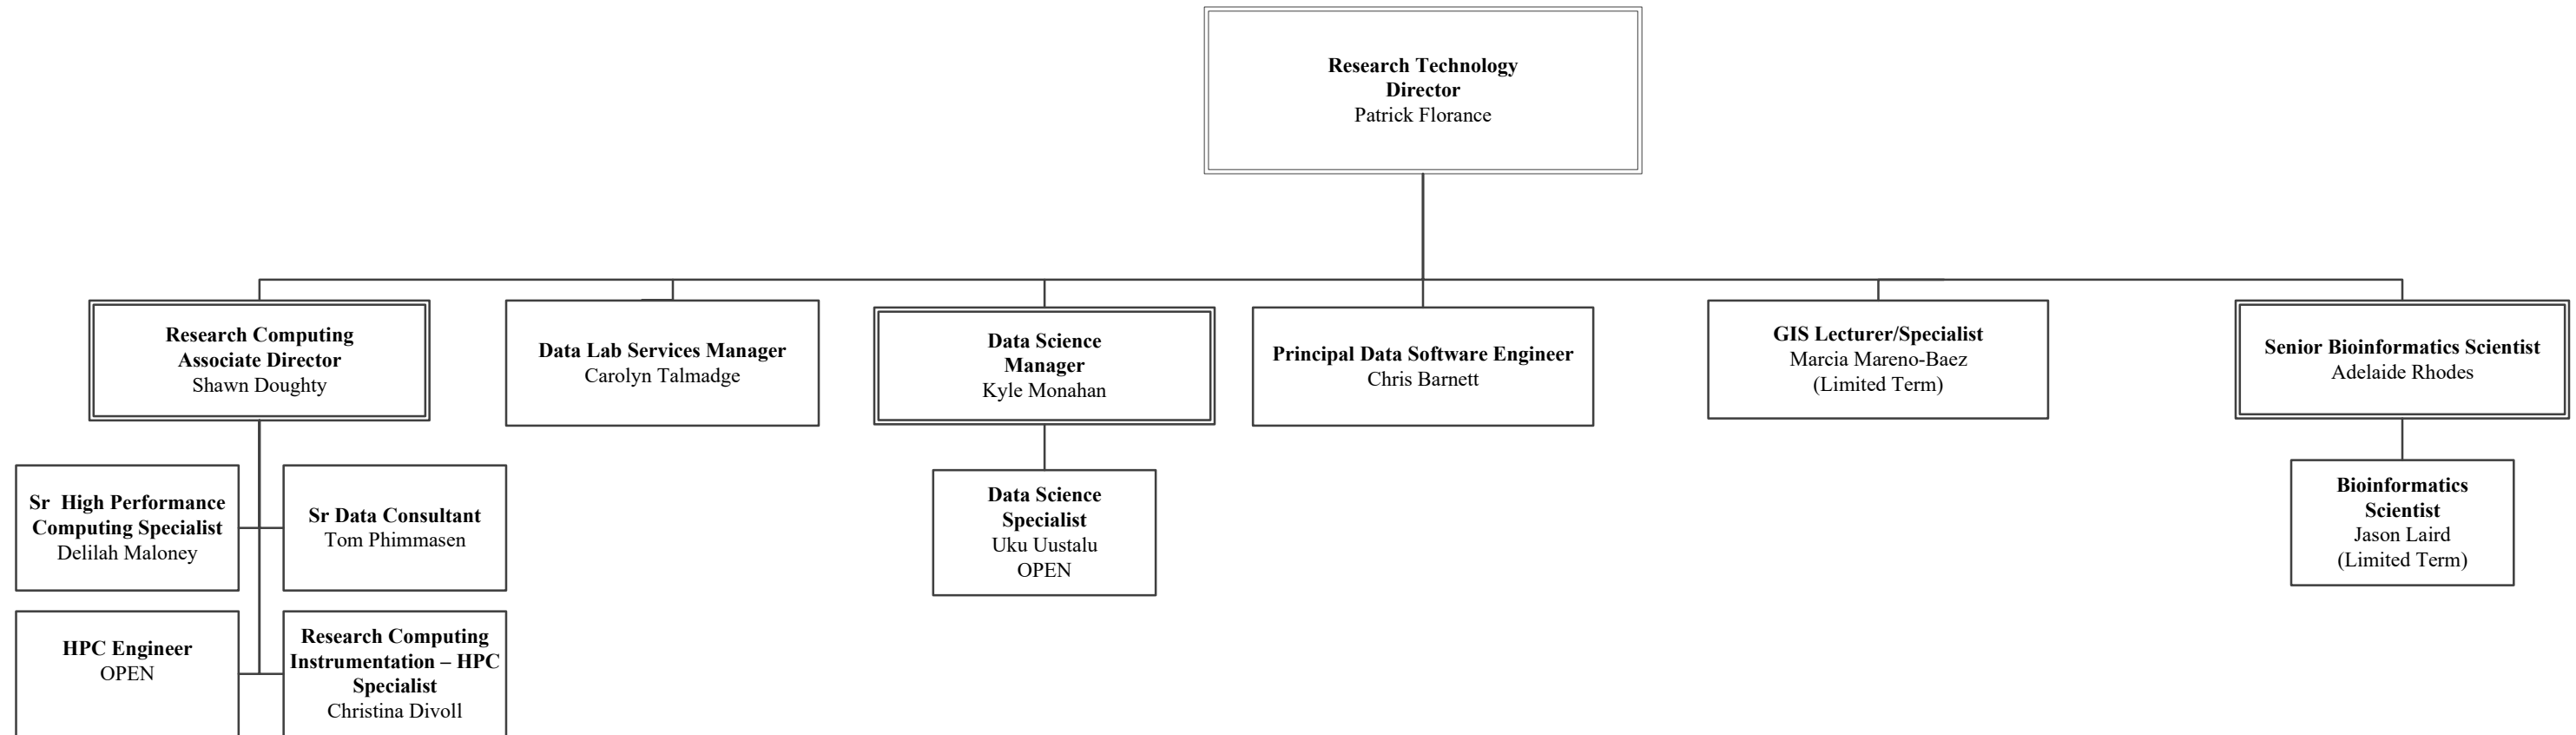 Research Technology
Director
Patrick Florance
Research Computing
Associate Director
Shawn Doughty
Data Lab Services Manager
Carolyn Talmadge
Data Science
Manager
Kyle Monahan
Principal Data Software Engineer
Chris Barnett
GIS Lecturer/Specialist
Marcia Mareno-Baez
(Limited Term)
Senior Bioinformatics Scientist
Adelaide Rhodes
Sr  High Performance
Computing Specialist
Delilah Maloney
Sr Data Consultant
Tom Phimmasen
Data Science
Specialist
Uku Uustalu
OPEN
Bioinformatics
Scientist
Jason Laird
(Limited Term)
HPC Engineer
OPEN
Research Computing
Instrumentation – HPC
Specialist
Christina Divoll